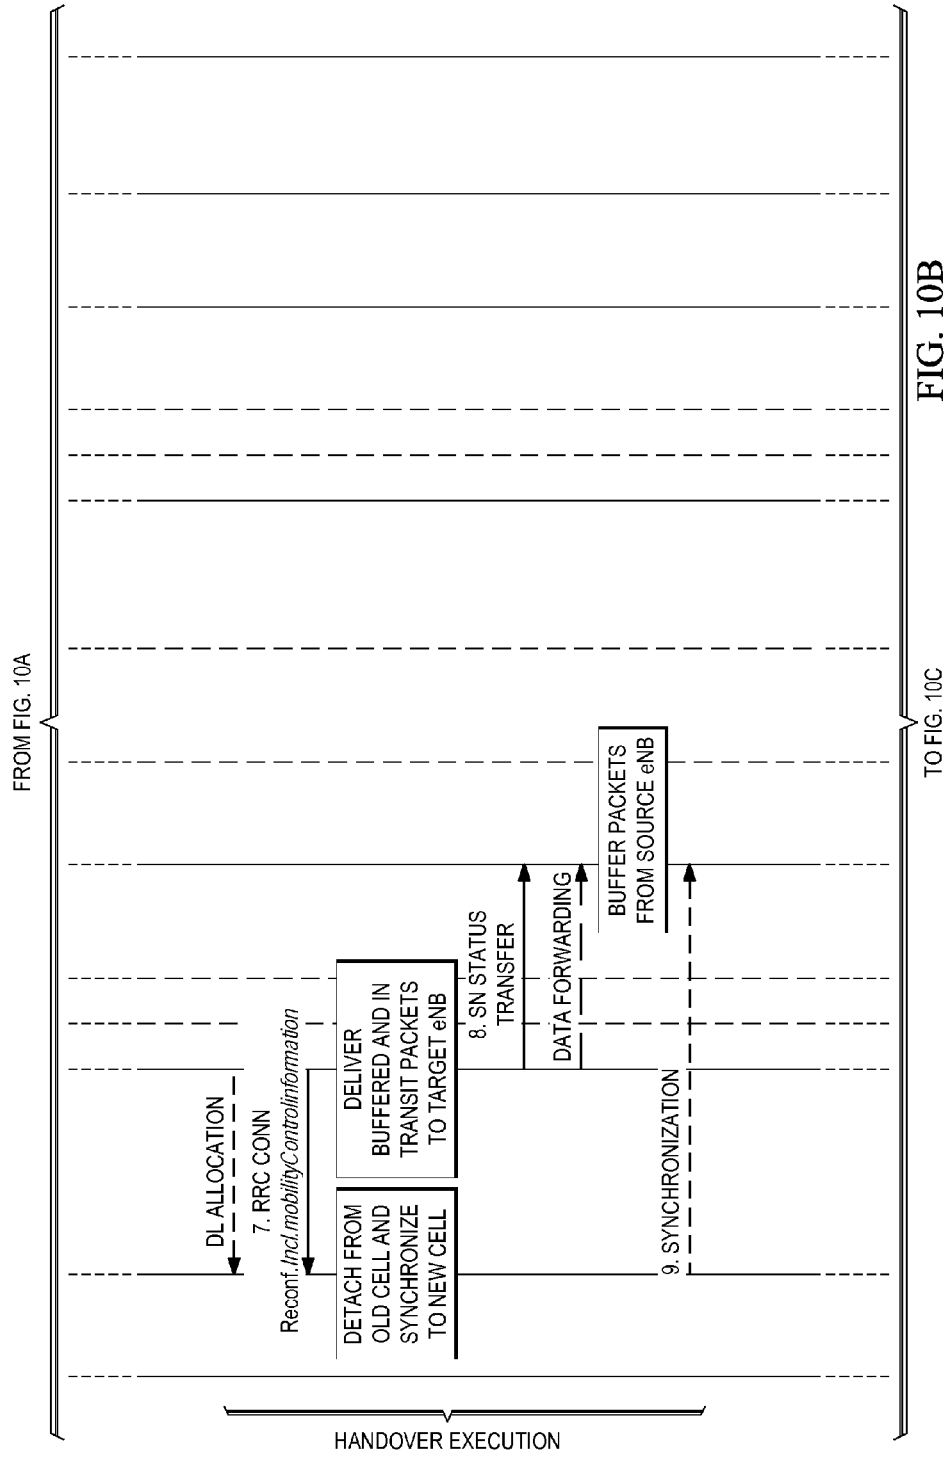 FROM FIG. 10A
DL ALLOCATION
7. RRC CONN
Reconf.Incl.mobilityControlinformation
DETACH FROM
OLD CELL AND
SYNCHRONIZE
TO NEW CELL
DELIVER
BUFFERED AND IN
TRANSIT PACKETS
TO TARGET eNB
8. SN STATUS
TRANSFER
DATA FORWARDING
BUFFER PACKETS
FROM SOURCE eNB
9. SYNCHRONIZATION
HANDOVER EXECUTION
TO FIG. 10C
FIG. 10B